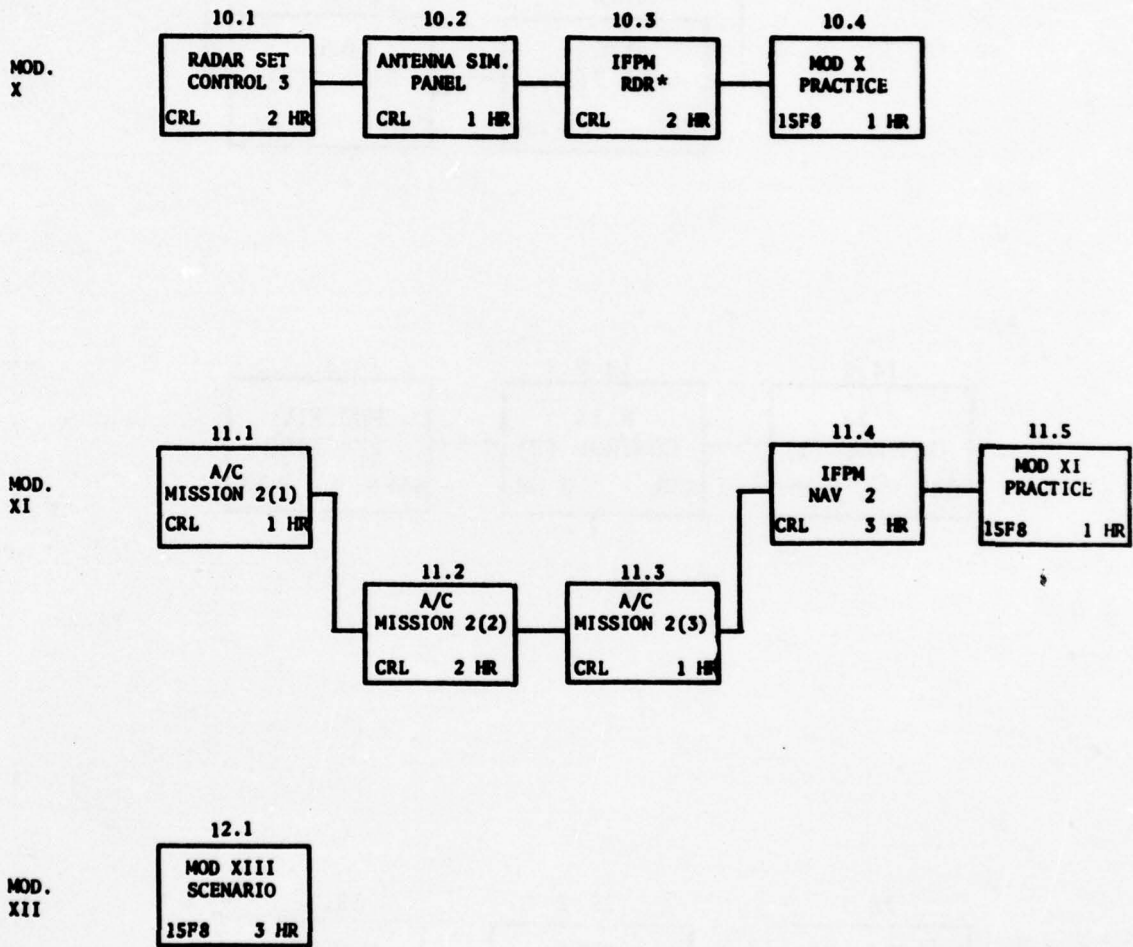 10.1 10.2 10.3 10.4
MOD.
X
RADAR SET
CONTROL 3
CRL 2 HR
ANTENNA SIM.
PANEL
CRL 1 HR
IFPM
RDR*
CRL 2 HR
MOD X
PRACTICE
15F8 1 HR
MOD.
XI
11.1
A/C
MISSION 2(1)
CRL 1 HR
11.2
A/C
MISSION 2(2)
CRL 2 HR
11.3
A/C
MISSION 2(3)
CRL 1 HR
11.4
IFPM
NAV 2
CRL 3 HR
11.5
MOD XI
PRACTICE
15F8 1 HR
MOD.
XII
12.1
MOD XIII
SCENARIO
15F8 3 HR